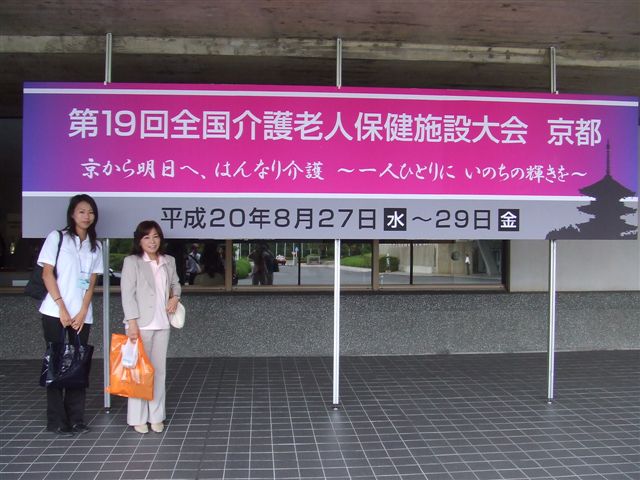 第19回全国介護老人保健施設大会 京都
京から明日へ、はんなり介護 ～一人ひとりに いのちの輝きを～
平成20年8月27日水～29日金